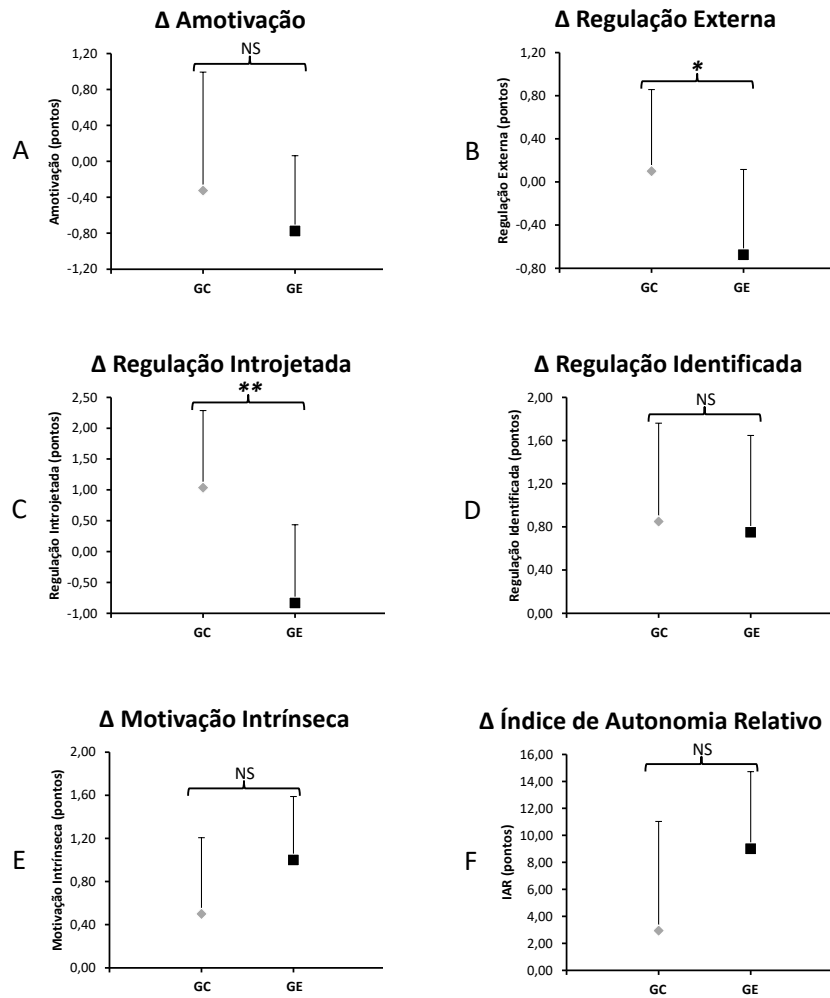 Δ Amotivação
NS
A
Amotivação (pontos)
1,20
0,80
0,40
0,00
-0,40
-0,80
-1,20
GC
GE
Δ Regulação Externa
*
B
Regulação Externa (pontos)
1,20
0,80
0,40
0,00
-0,40
-0,80
GC
GE
Δ Regulação Introjetada
**
C
Regulação Introjetada (pontos)
2,50
2,00
1,50
1,00
0,50
0,00
-0,50
-1,00
GC
GE
Δ Regulação Identificada
NS
D
Regulação Identificada (pontos)
2,00
1,60
1,20
0,80
0,40
0,00
GC
GE
Δ Motivação Intrínseca
NS
E
Motivação Intrínseca (pontos)
2,00
1,60
1,20
0,80
0,40
0,00
GC
GE
Δ Índice de Autonomia Relativo
NS
F
IAR (pontos)
16,00
14,00
12,00
10,00
8,00
6,00
4,00
2,00
0,00
GC
GE